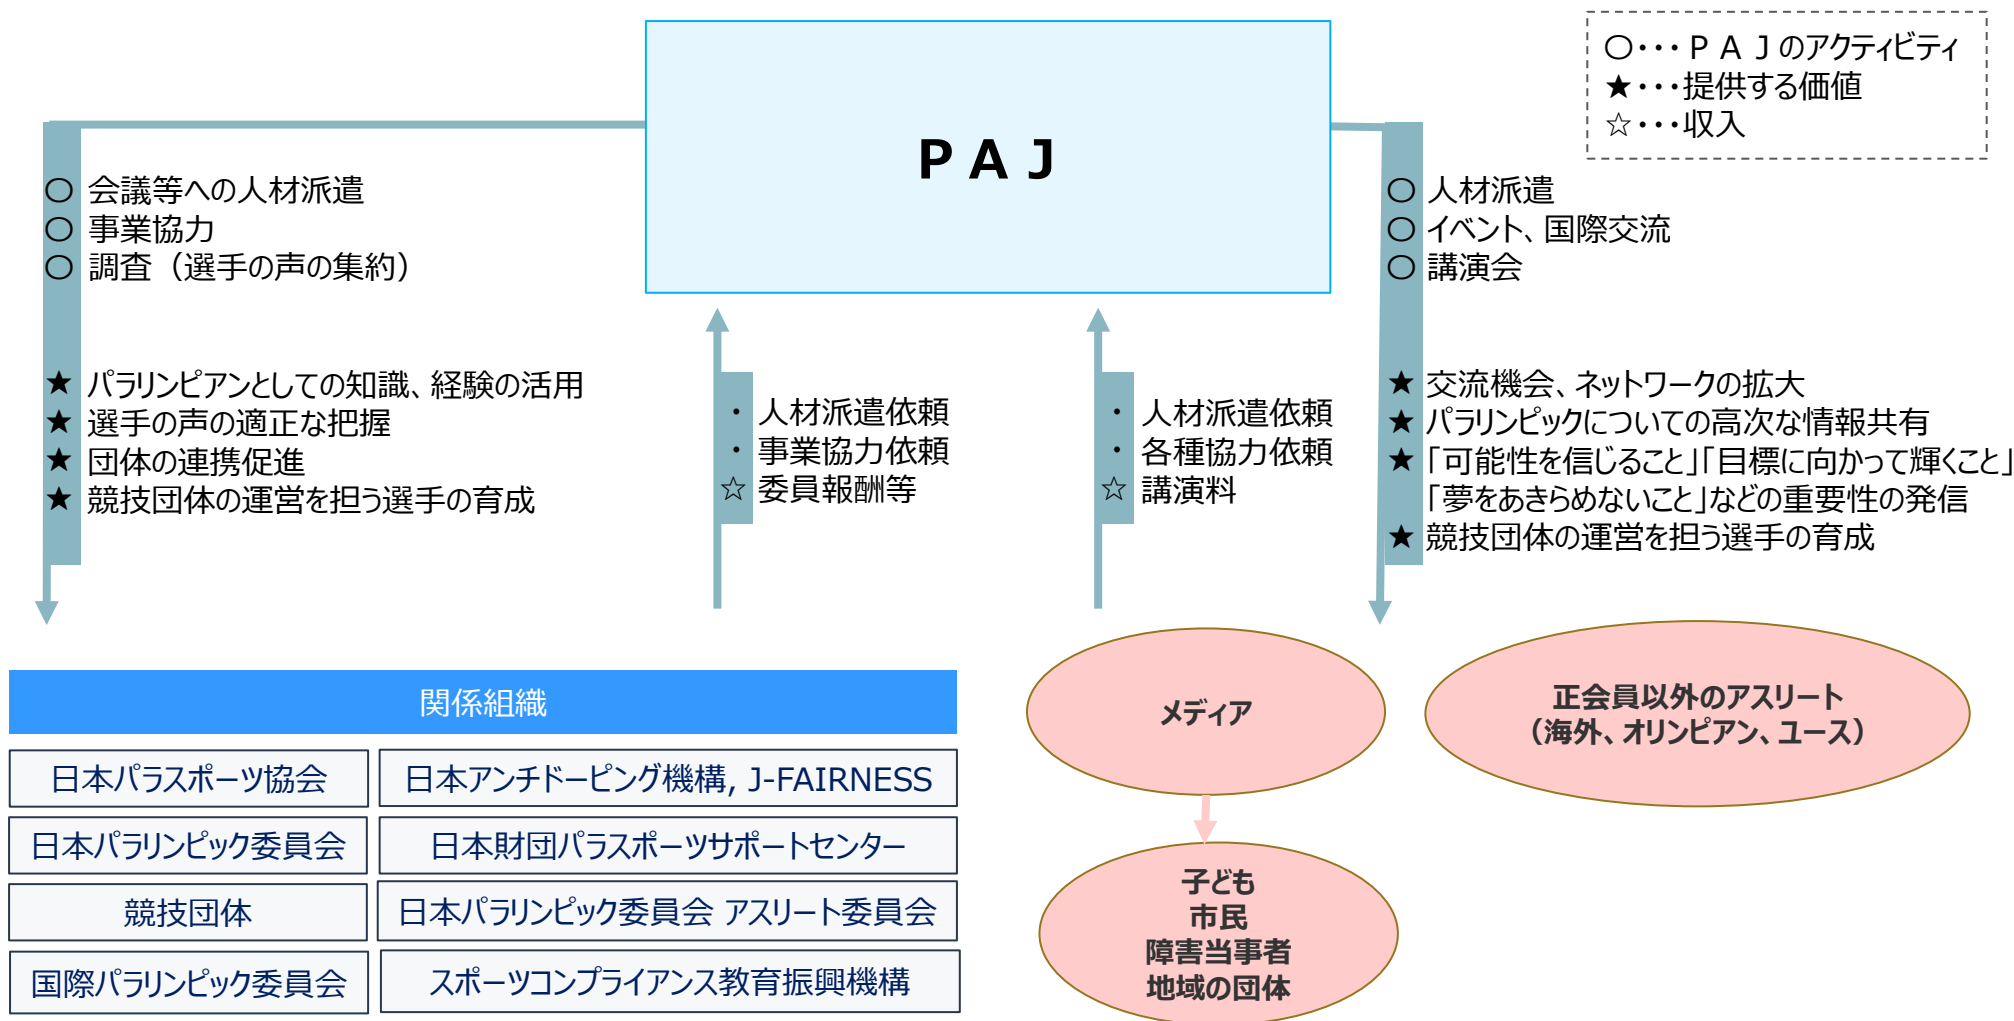 〇・・・ＰＡＪのアクティビティ
★・・・提供する価値
☆・・・収入
ＰＡＪ
〇 会議等への人材派遣
〇 事業協力
〇 調査（選手の声の集約）
★ パラリンピアンとしての知識、経験の活用
★ 選手の声の適正な把握
★ 団体の連携促進
★ 競技団体の運営を担う選手の育成
・ 人材派遣依頼
・ 事業協力依頼
☆ 委員報酬等
・ 人材派遣依頼
・ 各種協力依頼
☆ 講演料
〇 人材派遣
〇 イベント、国際交流
〇 講演会
★ 交流機会、ネットワークの拡大
★ パラリンピックについての高次な情報共有
★ 「可能性を信じること」「目標に向かって輝くこと」
「夢をあきらめないこと」などの重要性の発信
★ 競技団体の運営を担う選手の育成
関係組織
日本パラスポーツ協会
日本アンチドーピング機構, J-FAIRNESS
日本パラリンピック委員会
日本財団パラスポーツサポートセンター
競技団体
日本パラリンピック委員会 アスリート委員会
国際パラリンピック委員会
スポーツコンプライアンス教育振興機構
メディア
正会員以外のアスリート
（海外、オリンピアン、ユース）
子ども
市民
障害当事者
地域の団体